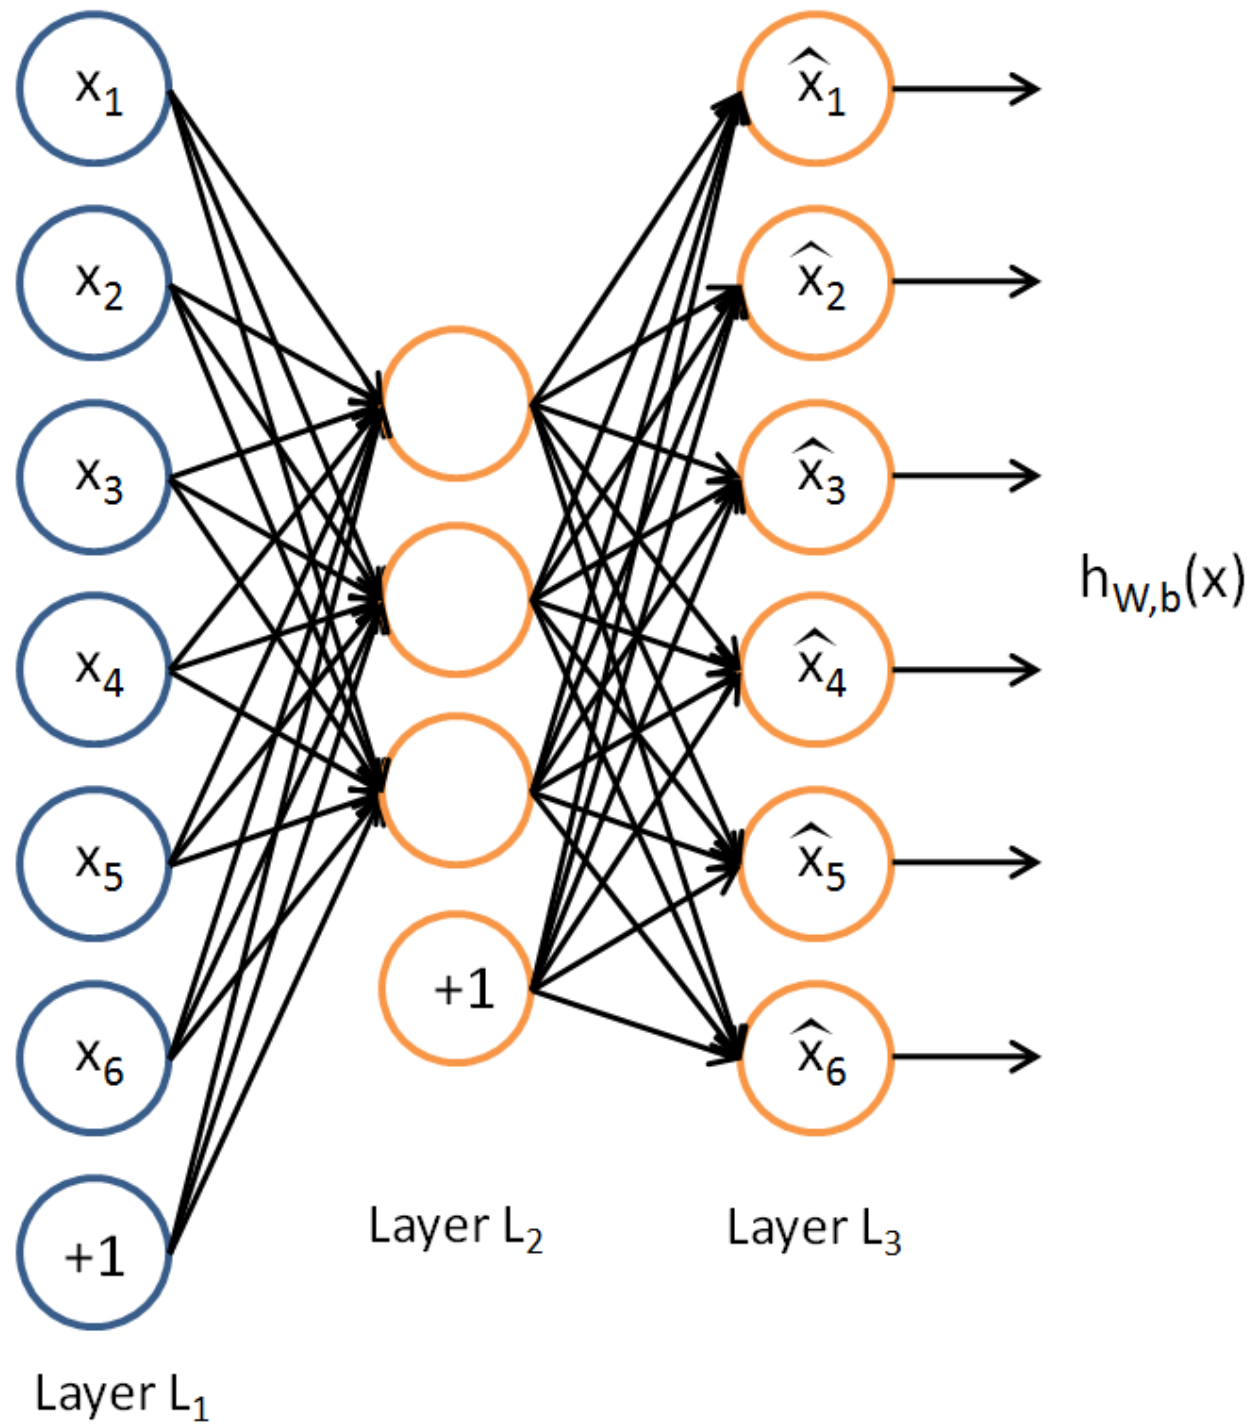 x₁
x₂
x₃
x₄
x₅
x₆
+1
Layer L₁
+1
Layer L₂
x̂₁
x̂₂
x̂₃
x̂₄
x̂₅
x̂₆
Layer L₃
h_W,b(x)